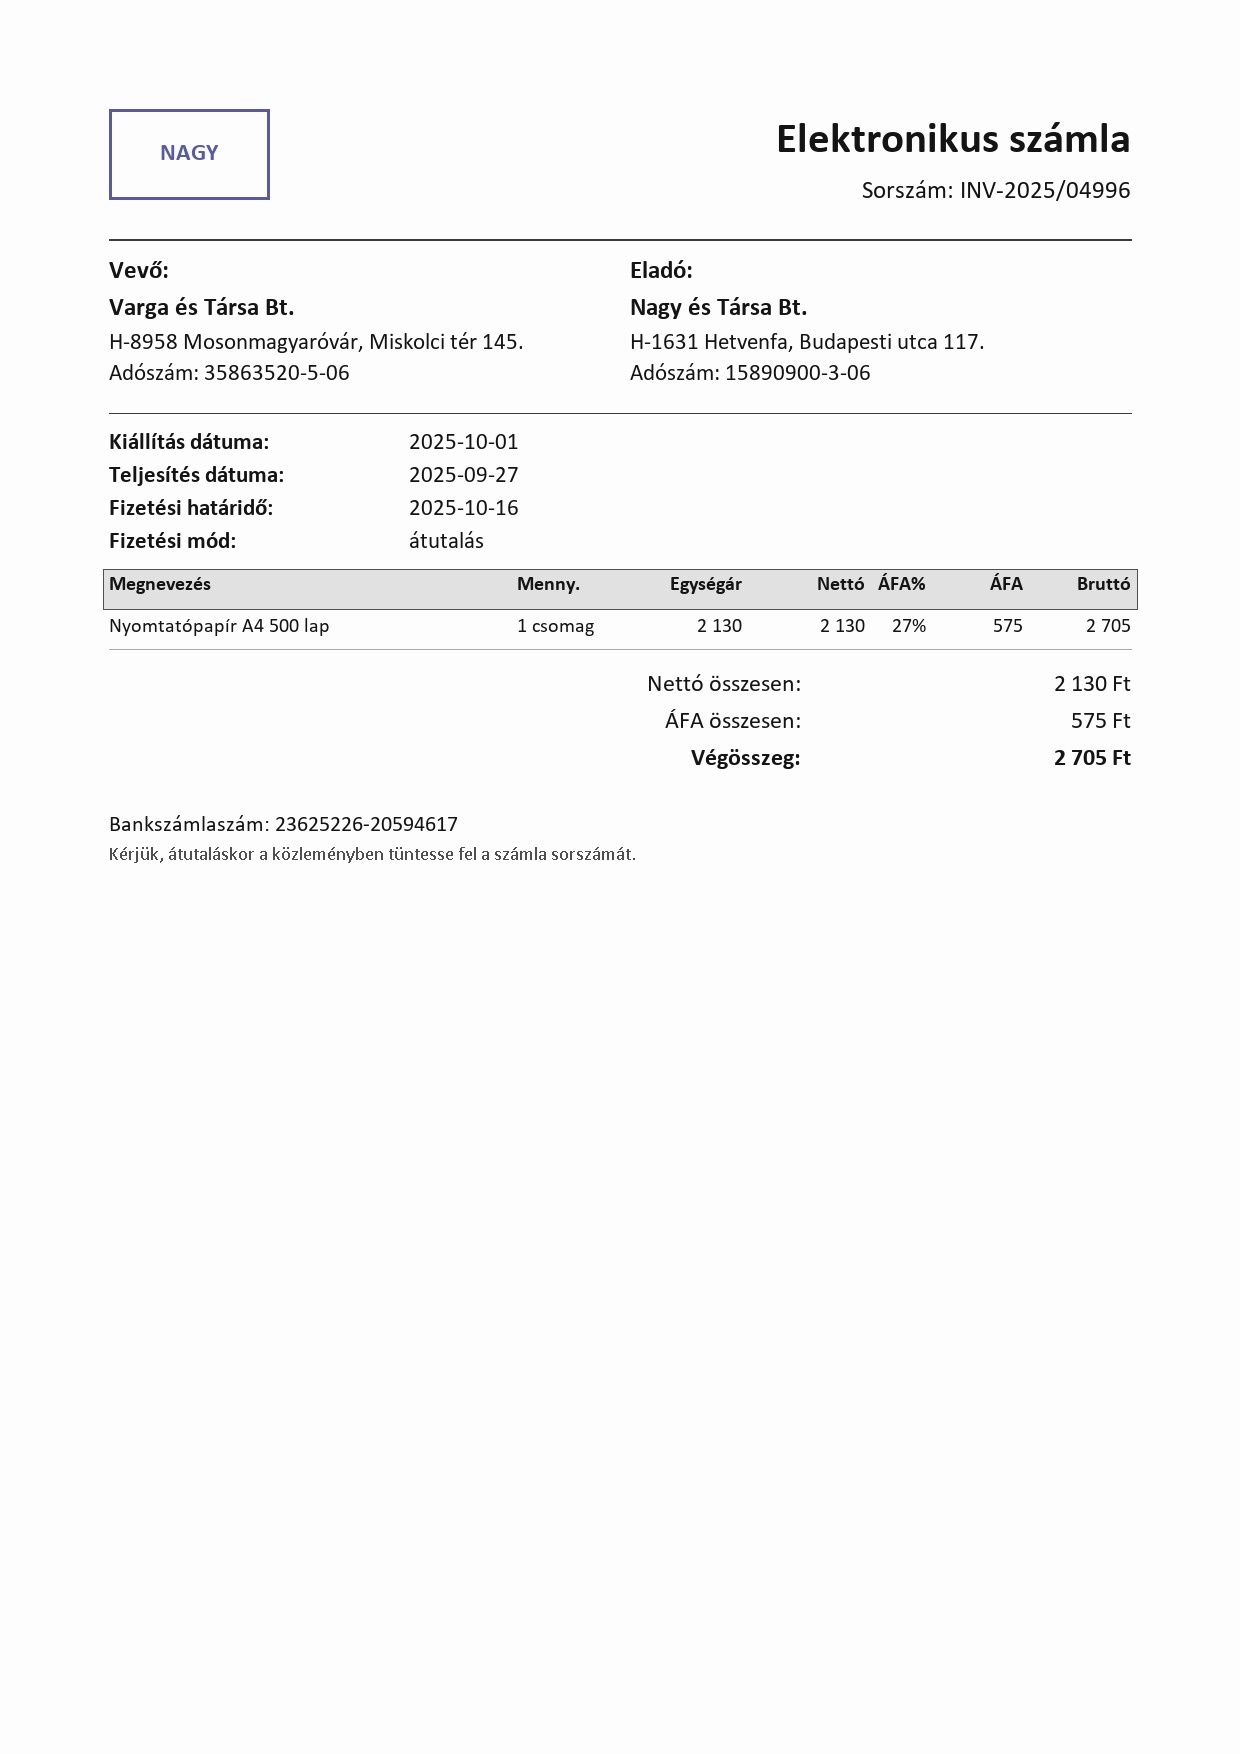 NAGY
Elektronikus számla
Sorszám: INV-2025/04996
Vevő:
Varga és Társa Bt.
H-8958 Mosonmagyaróvár, Miskolci tér 145.
Adószám: 35863520-5-06
Eladó:
Nagy és Társa Bt.
H-1631 Hetvenfa, Budapesti utca 117.
Adószám: 15890900-3-06
Kiállítás dátuma: 2025-10-01
Teljesítés dátuma: 2025-09-27
Fizetési határidő: 2025-10-16
Fizetési mód: átutalás
Megnevezés Menny. Egységár Nettó ÁFA% ÁFA Bruttó
Nyomtatópapír A4 500 lap 1 csomag 2 130 2 130 27% 575 2 705
Nettó összesen: 2 130 Ft
ÁFA összesen: 575 Ft
Végösszeg: 2 705 Ft
Bankszámlaszám: 23625226-20594617
Kérjük, átutaláskor a közleményben tüntesse fel a számla sorszámát.